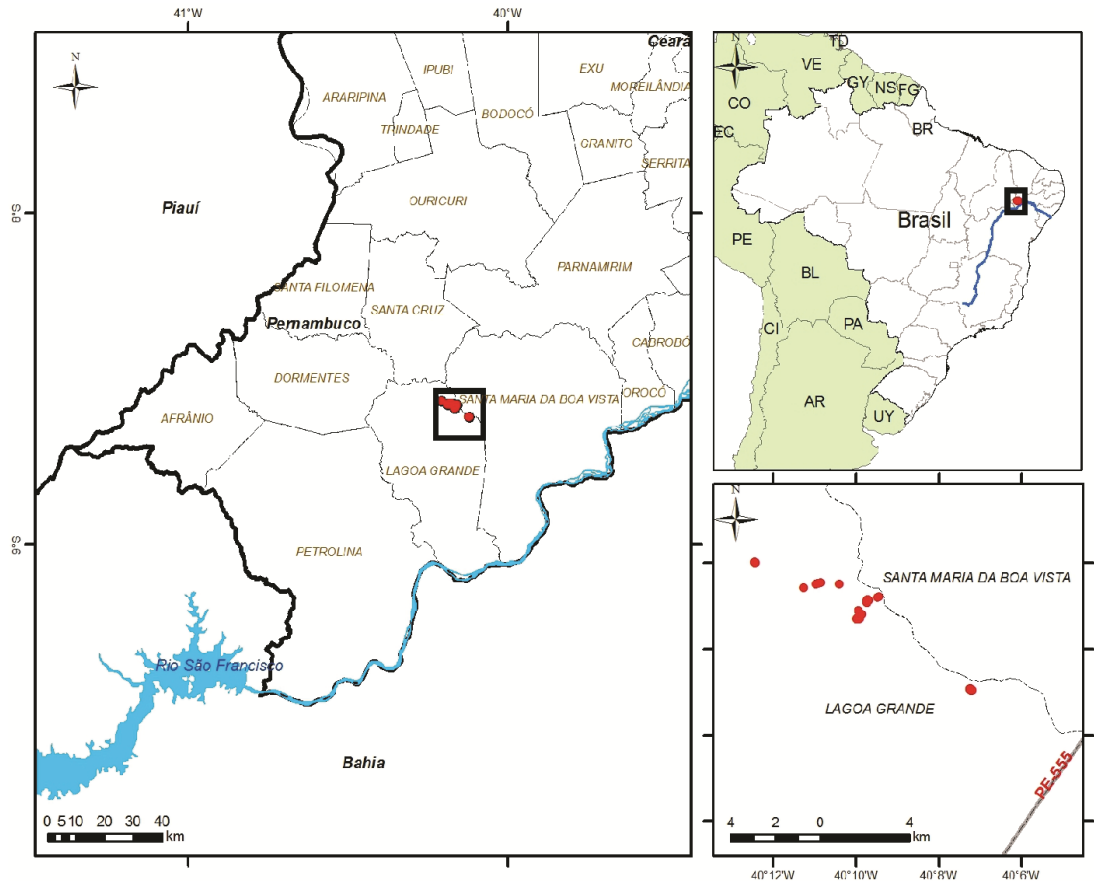 41°W
40°W
N
Ceará
IPUBI
EXU
MOREILÂNDIA
ARARIPINA
BODOCÓ
TRINDADE
GRANITO
SERRITA
Piauí
OURICURI
8°S
PARNAMIRIM
SANTA FILOMENA
SANTA CRUZ
Pernambuco
CABROBÓ
DORMENTES
OROCÓ
SANTA MARIA DA BOA VISTA
AFRÂNIO
LAGOA GRANDE
9°S
PETROLINA
Rio São Francisco
Bahia
0 5 10 20 30 40
km
N
TD
VE
GY
NS
FG
CO
EC
BR
Brasil
PE
BL
CI
PA
AR
UY
N
SANTA MARIA DA BOA VISTA
LAGOA GRANDE
PE-555
4 2 0 4
km
40°12'W
40°10'W
40°8'W
40°6'W